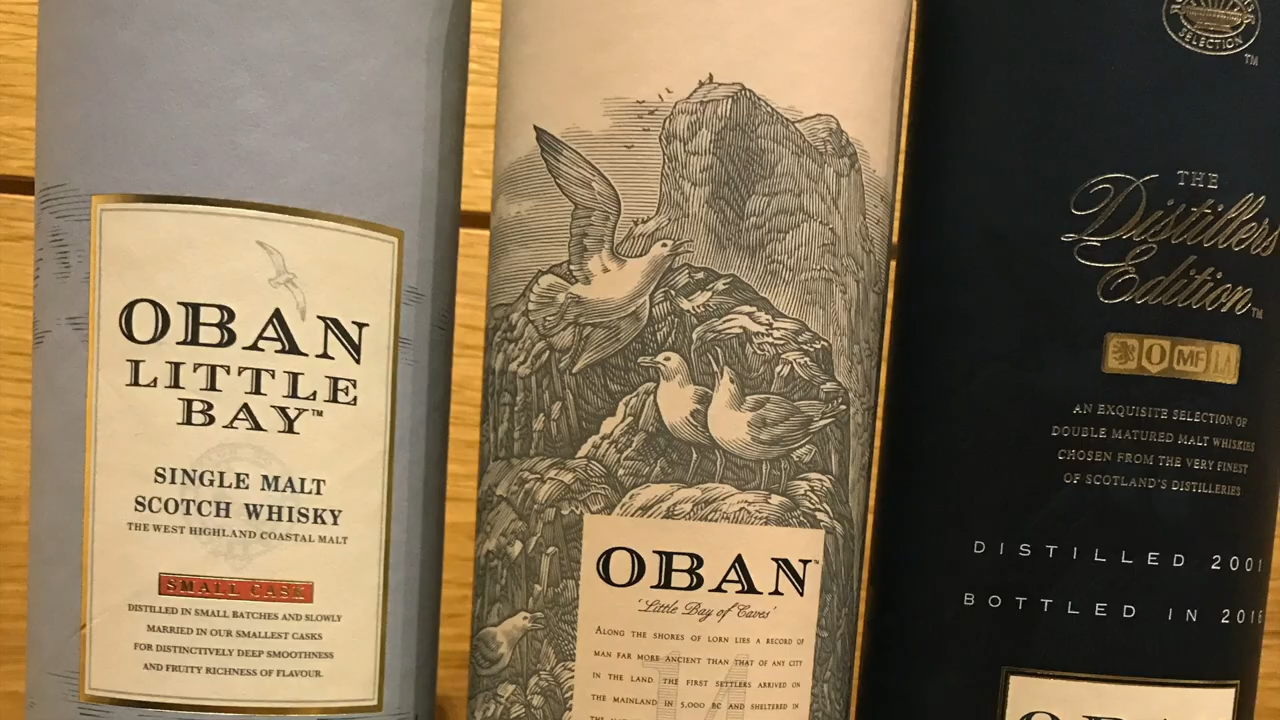 OBAN
LITTLE
BAY™
SINGLE MALT
SCOTCH WHISKY
THE WEST HIGHLAND COASTAL MALT
SMALL CASK
DISTILLED IN SMALL BATCHES AND SLOWLY
MARRIED IN OUR SMALLEST CASKS
FOR DISTINCTIVELY DEEP SMOOTHNESS
AND FRUITY RICHNESS OF FLAVOUR.
OBAN™
'Little Bay of Caves'
ALONG THE SHORES OF LORN LIES A RECORD OF
MAN FAR MORE ANCIENT THAN THAT OF ANY CITY
IN THE LAND. THE FIRST SETTLERS ARRIVED ON
THE MAINLAND IN 5,000 BC AND SHELTERED IN
14
SELECTION
TM
THE
Distillers
Edition™
O MF LA
AN EXQUISITE SELECTION OF
DOUBLE MATURED MALT WHISKIES
CHOSEN FROM THE VERY FINEST
OF SCOTLAND'S DISTILLERIES
DISTILLED 2001
BOTTLED IN 201
OBAN